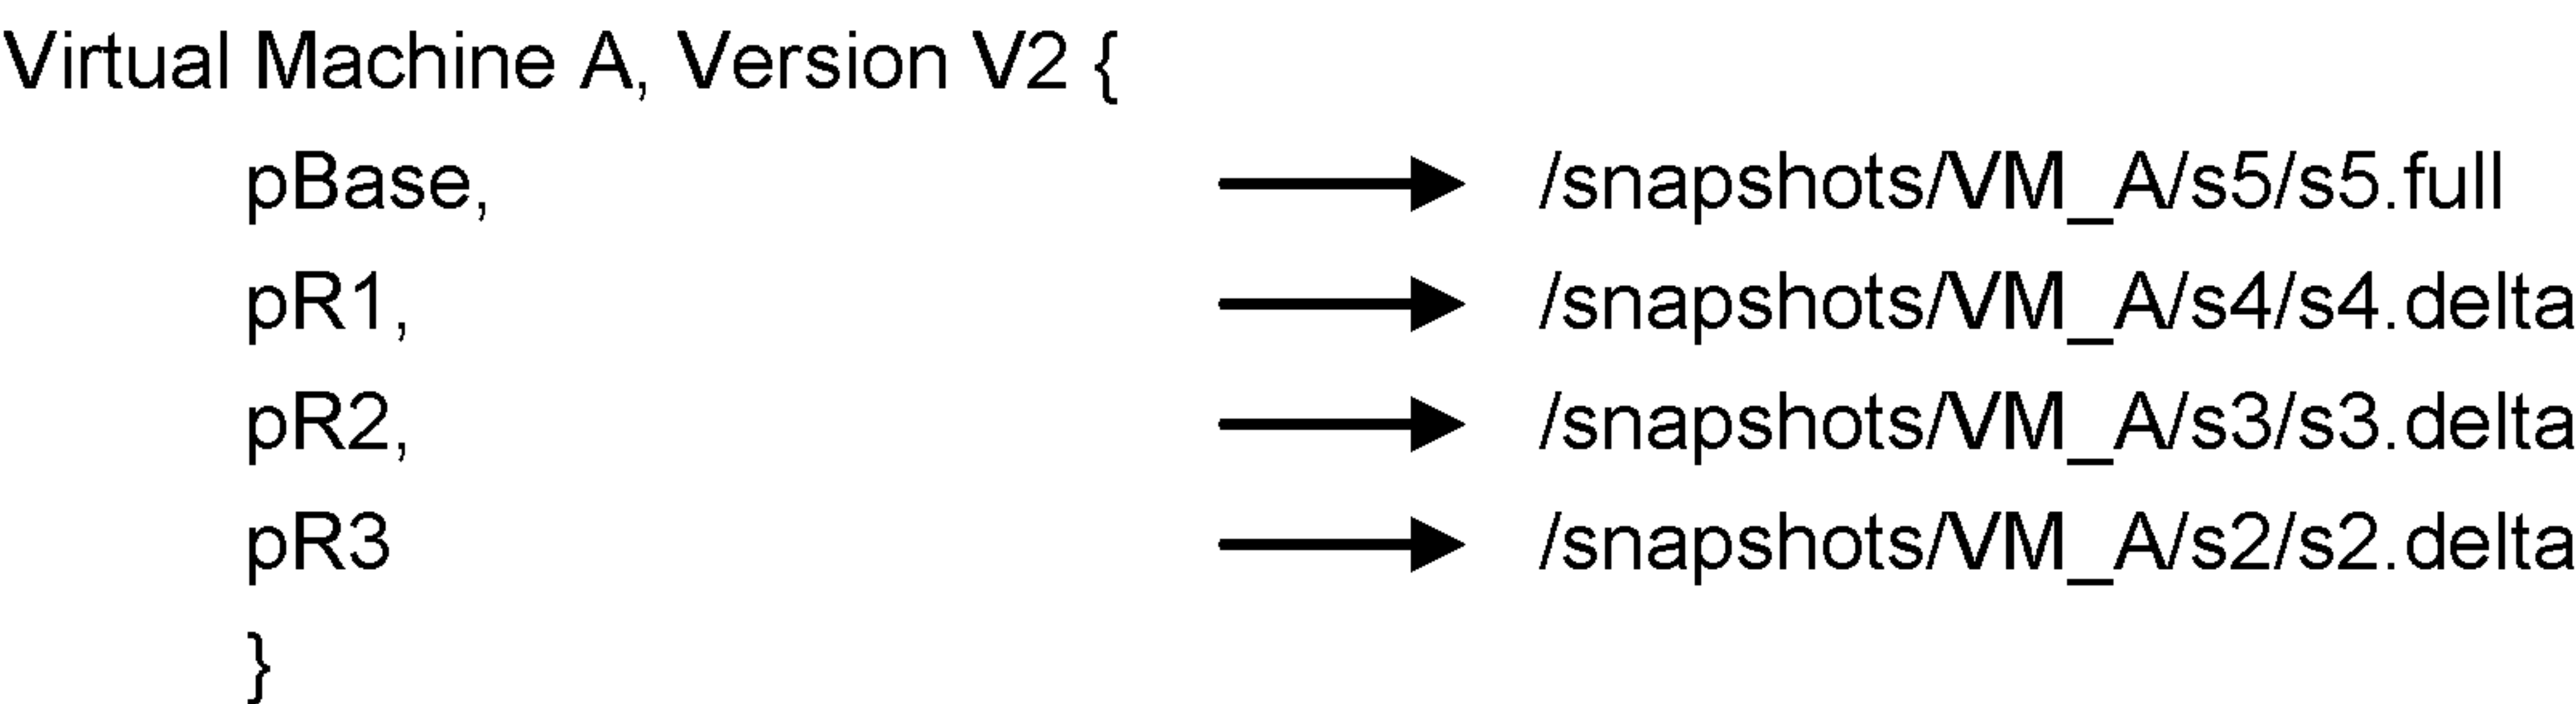 Virtual Machine A, Version V2 {
pBase, /snapshots/VM_A/s5/s5.full
pR1, /snapshots/VM_A/s4/s4.delta
pR2, /snapshots/VM_A/s3/s3.delta
pR3 /snapshots/VM_A/s2/s2.delta
}